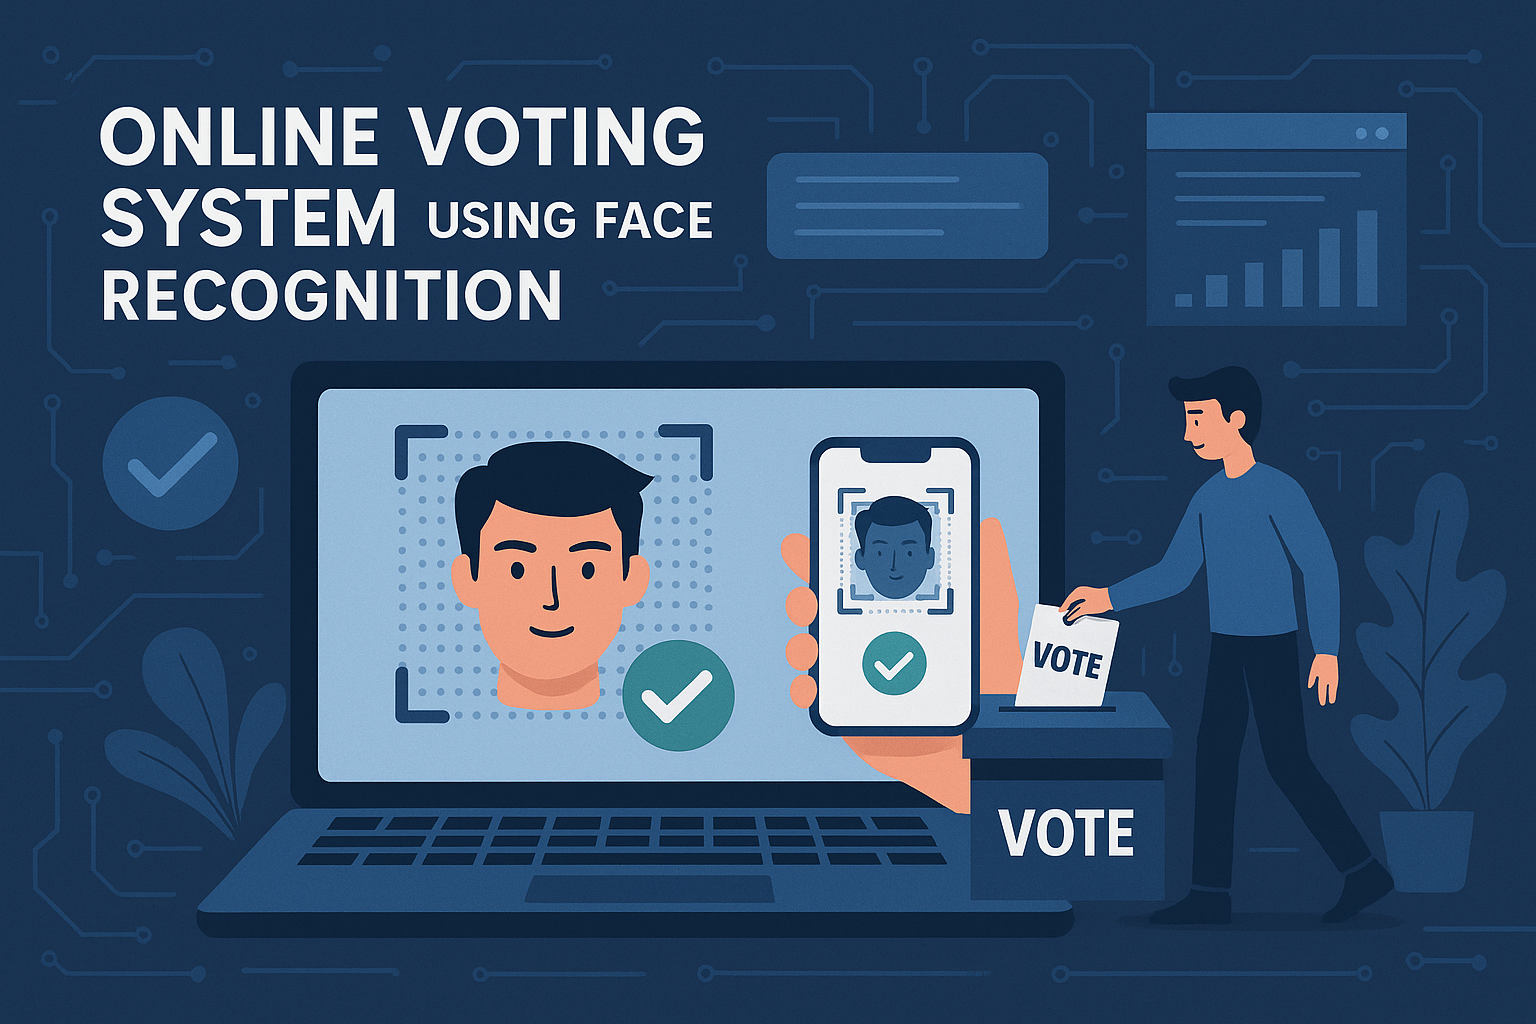 ONLINE VOTING
SYSTEM USING FACE
RECOGNITION
VOTE
VOTE